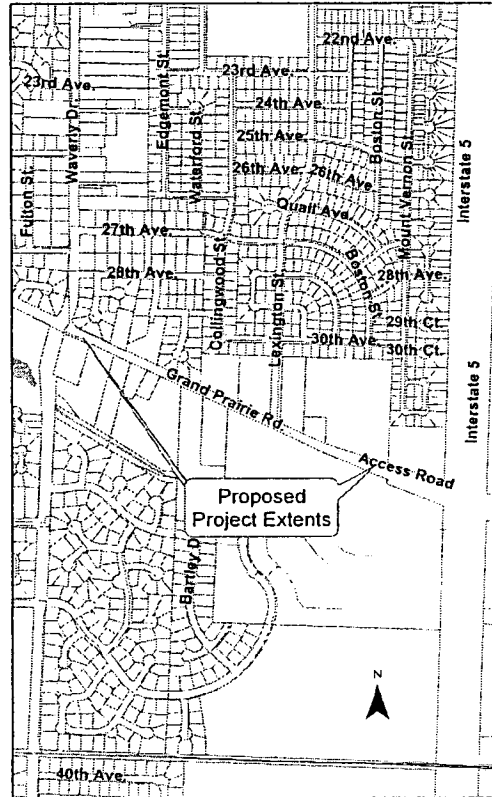 22nd Ave.
23rd Ave.
23rd Ave.
24th Ave.
25th Ave.
26th Ave.
26th Ave.
Quail Ave.
27th Ave.
28th Ave.
28th Ave.
29th Ct.
30th Ave.
30th Ct.
Fulton St.
Waverly Dr.
Edgemont St.
Waterford St.
Collingwood St.
Lexington St.
Boston St.
Boston St.
Mount Vernon St.
Interstate 5
Interstate 5
Grand Prairie Rd.
Access Road
Proposed
Project Extents
Bartley D
N
40th Ave.